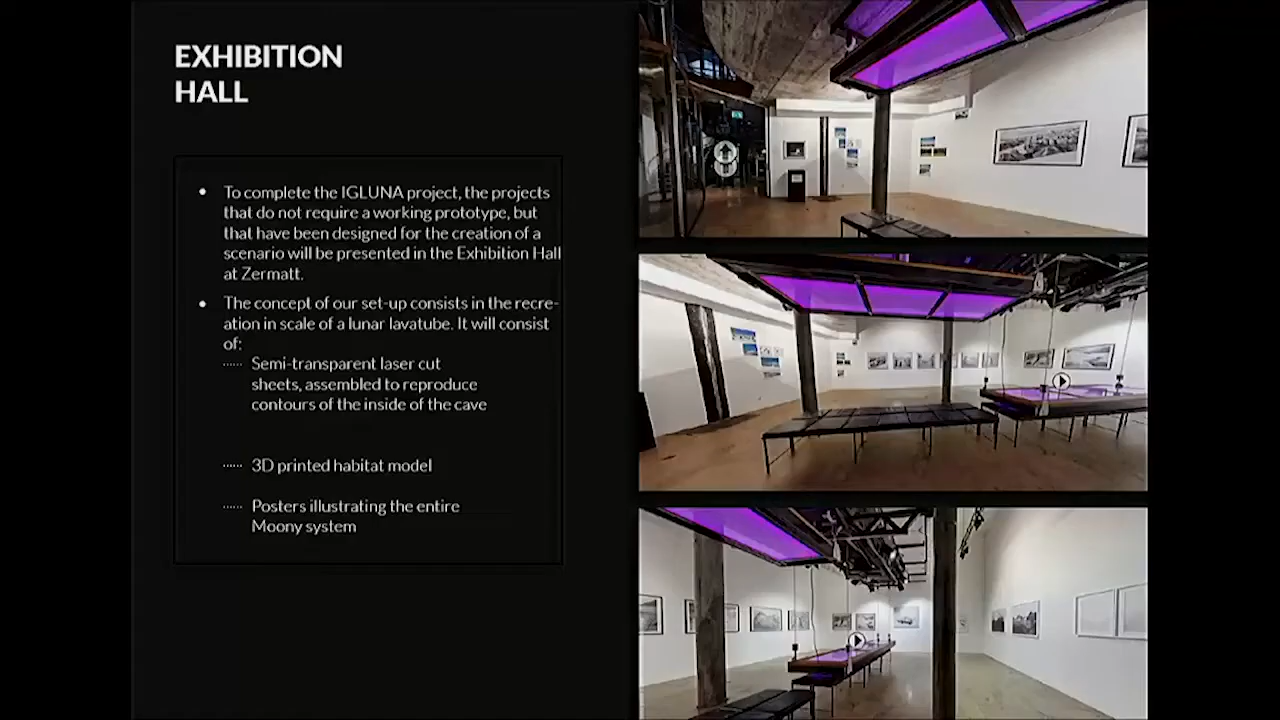 EXHIBITION
HALL
• To complete the IGLUNA project, the projects
that do not require a working prototype, but
that have been designed for the creation of a
scenario will be presented in the Exhibition Hall
at Zermatt.
• The concept of our set-up consists in the recre-
ation in scale of a lunar lavatube. It will consist
of:
...... Semi-transparent laser cut
sheets, assembled to reproduce
contours of the inside of the cave
...... 3D printed habitat model
...... Posters illustrating the entire
Moony system